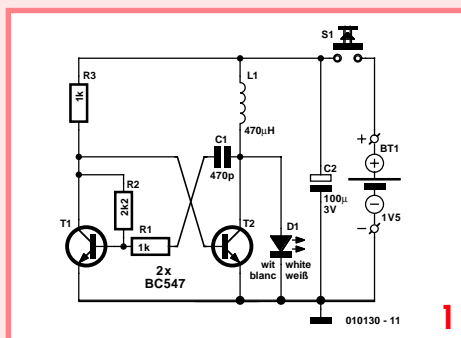 S1
R3
1k
L1
470µH
C1
470p
R2
2k2
R1
1k
T1
T2
2x
BC547
D1
wit white
blanc weiß
C2
100µ
3V
+
BT1
+
−
1V5
−
010130 - 11
1